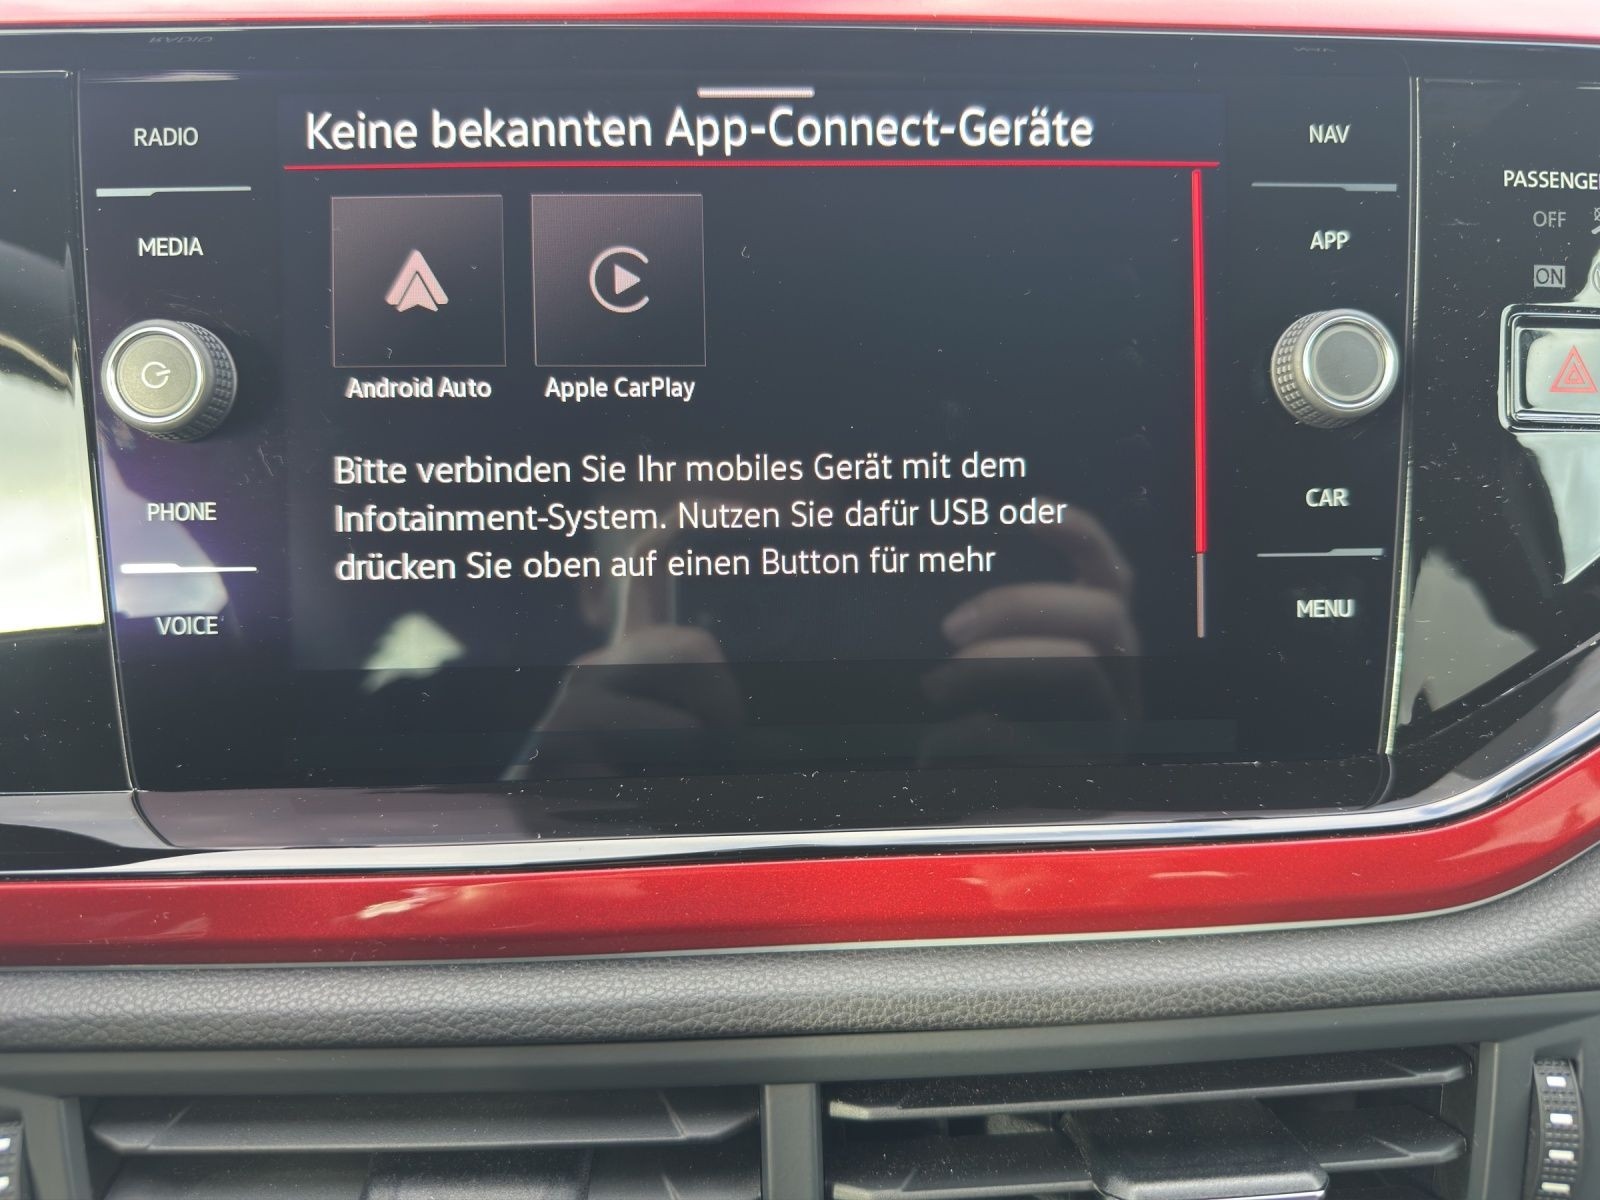 Keine bekannten App-Connect-Geräte
RADIO
MEDIA
PHONE
VOICE
Android Auto
Apple CarPlay
Bitte verbinden Sie Ihr mobiles Gerät mit dem
Infotainment-System. Nutzen Sie dafür USB oder
drücken Sie oben auf einen Button für mehr
NAV
APP
CAR
MENU
OFF
ON